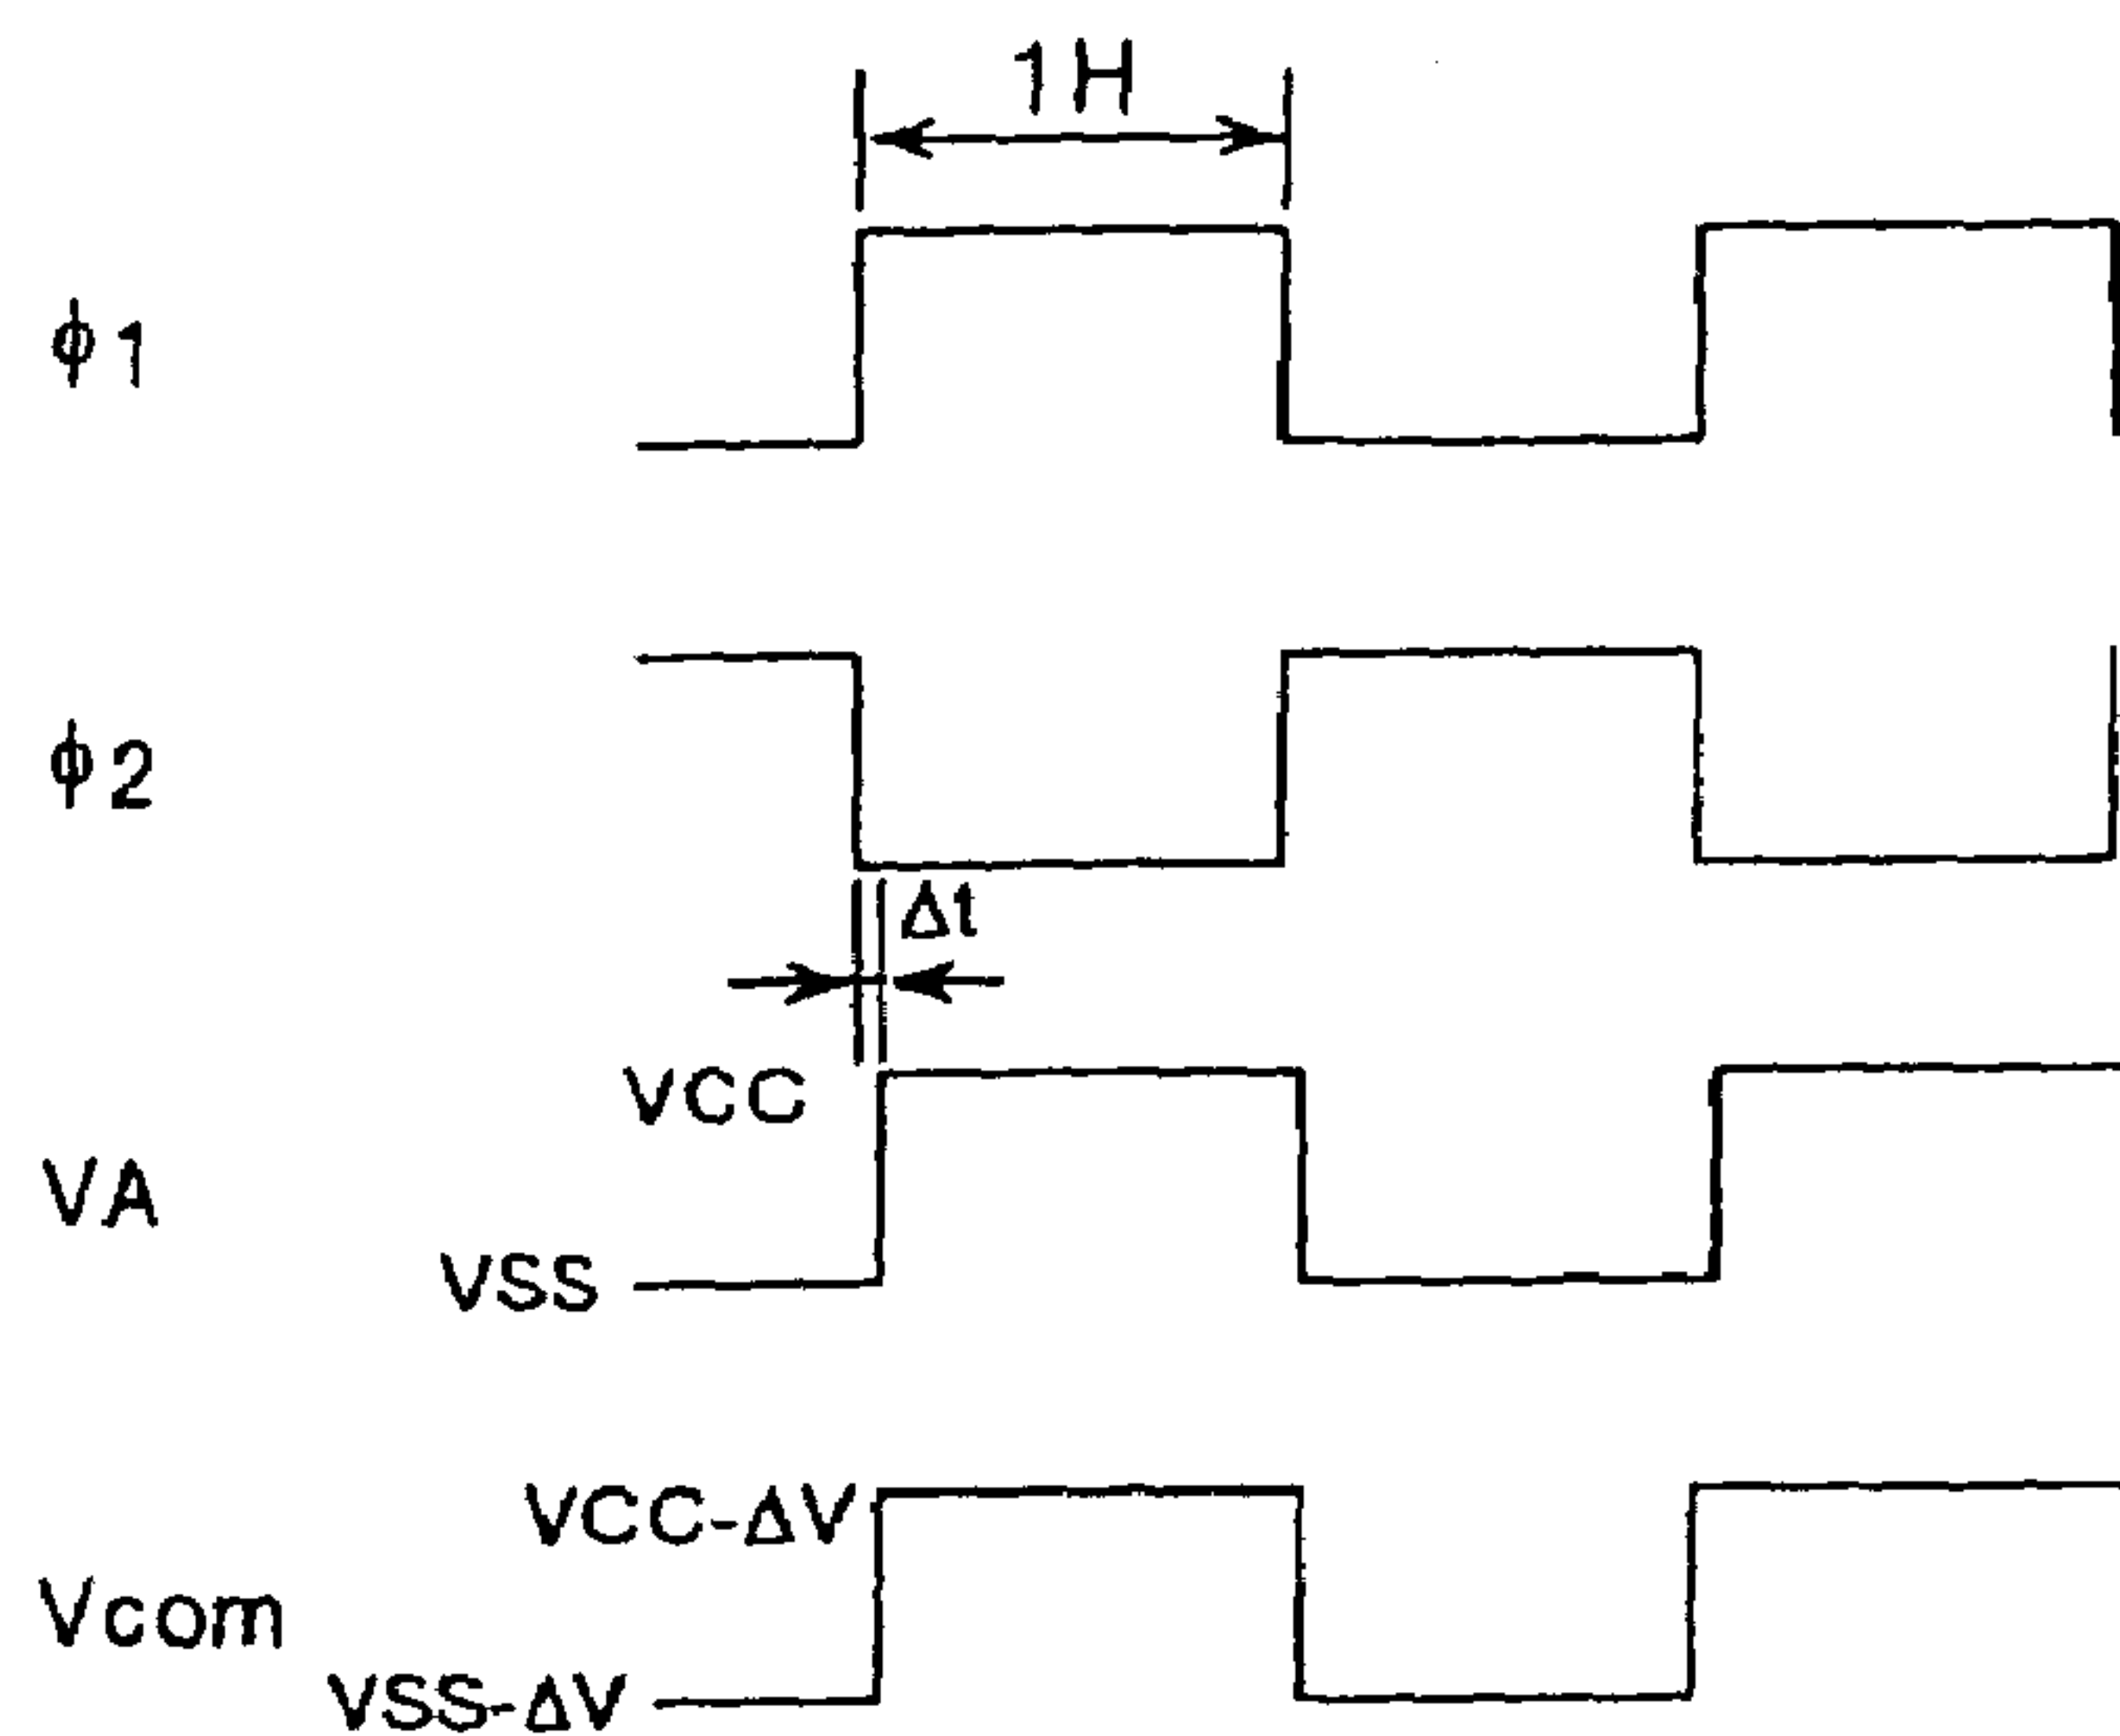 1H
ϕ1
ϕ2
Δt
VCC
VA
VSS
VCC-ΔV
Vcom
VSS-ΔV